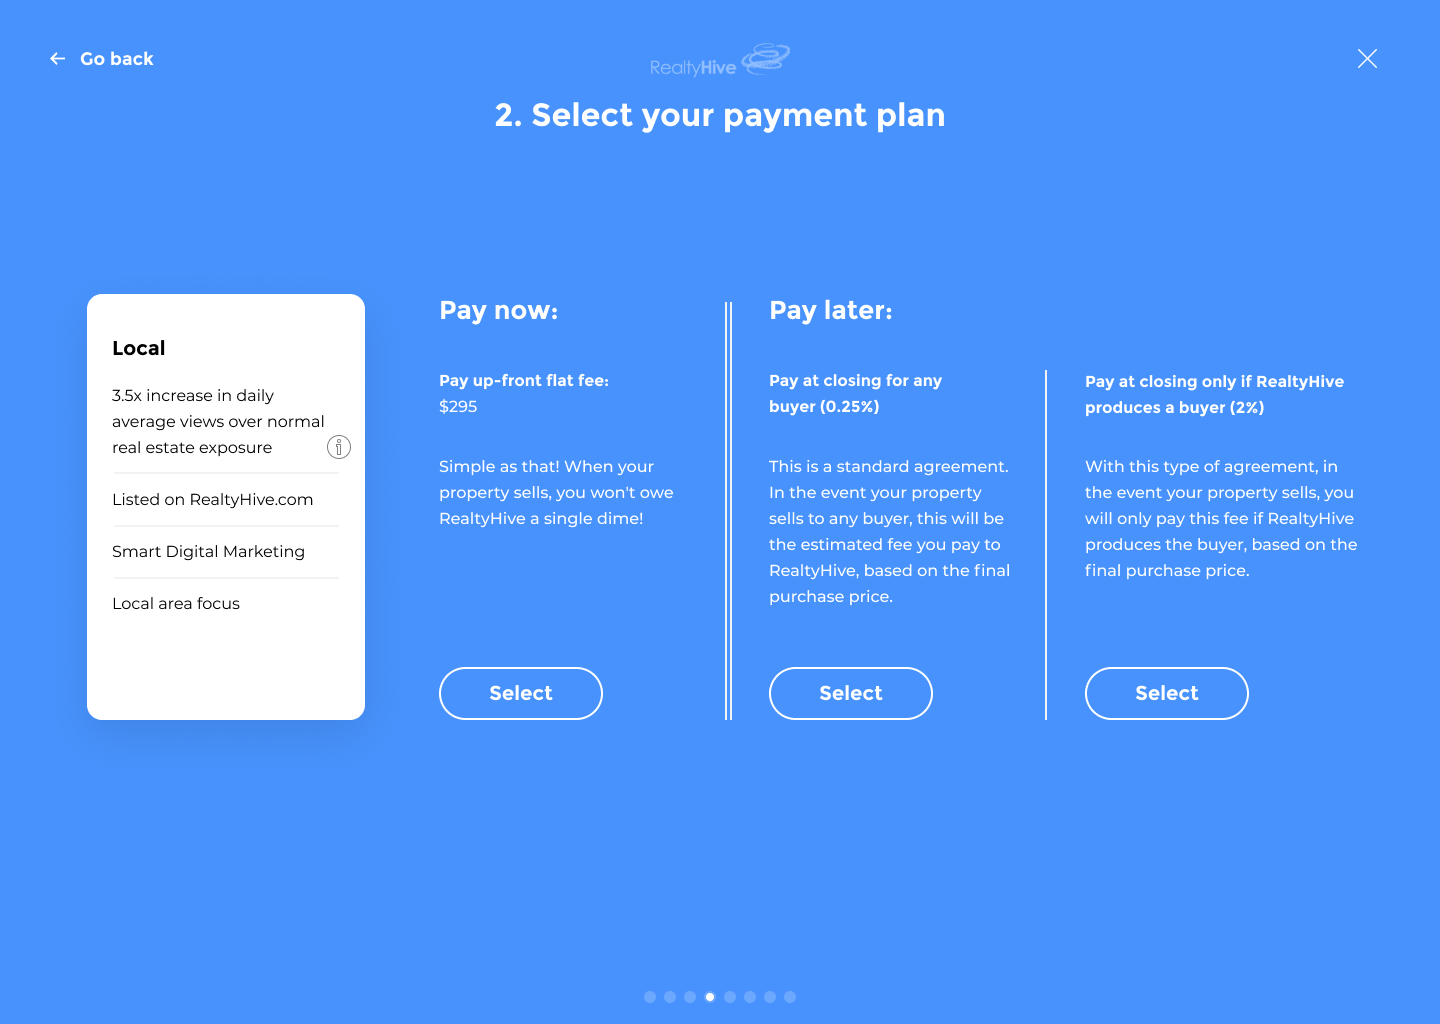 Go back
RealtyHive
2. Select your payment plan
Local
3.5x increase in daily
average views over normal
real estate exposure
Listed on RealtyHive.com
Smart Digital Marketing
Local area focus
Pay now:
Pay up-front flat fee:
$295
Simple as that! When your
property sells, you won't owe
RealtyHive a single dime!
Select
Pay later:
Pay at closing for any
buyer (0.25%)
This is a standard agreement.
In the event your property
sells to any buyer, this will be
the estimated fee you pay to
RealtyHive, based on the final
purchase price.
Select
Pay at closing only if RealtyHive
produces a buyer (2%)
With this type of agreement, in
the event your property sells, you
will only pay this fee if RealtyHive
produces the buyer, based on the
final purchase price.
Select